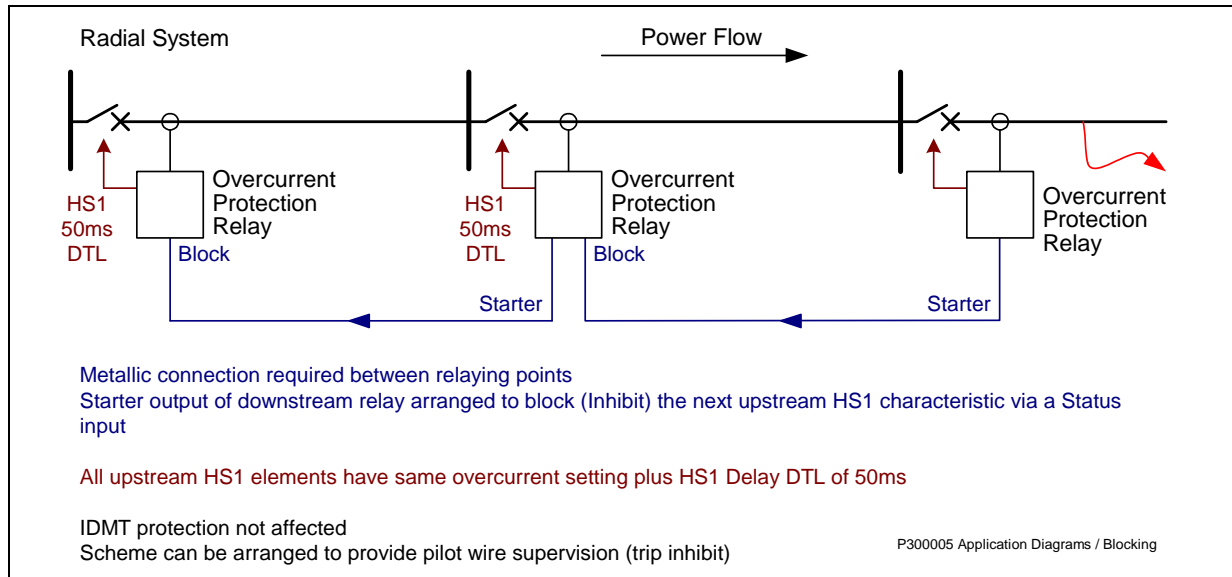 Radial System
Power Flow
HS1
50ms
DTL
Overcurrent
Protection
Relay
Block
HS1
50ms
DTL
Overcurrent
Protection
Relay
Block
Overcurrent
Protection
Relay
Starter
Starter
Metallic connection required between relaying points
Starter output of downstream relay arranged to block (Inhibit) the next upstream HS1 characteristic via a Status
input
All upstream HS1 elements have same overcurrent setting plus HS1 Delay DTL of 50ms
IDMT protection not affected
Scheme can be arranged to provide pilot wire supervision (trip inhibit)
P300005 Application Diagrams / Blocking